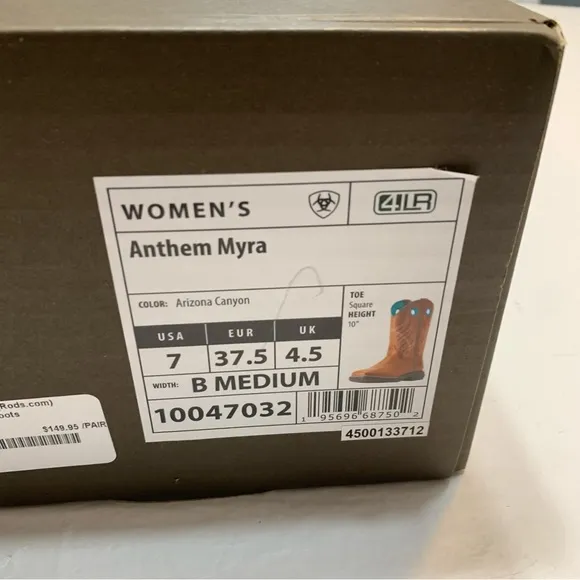 WOMEN'S
4LR
Anthem Myra
COLOR: Arizona Canyon
TOE
Square
HEIGHT
10"
USA EUR UK
7 37.5 4.5
WIDTH: B MEDIUM
10047032
1 95696 68750 2
4500133712
Rods.com)
oots
$149.95 /PAIR